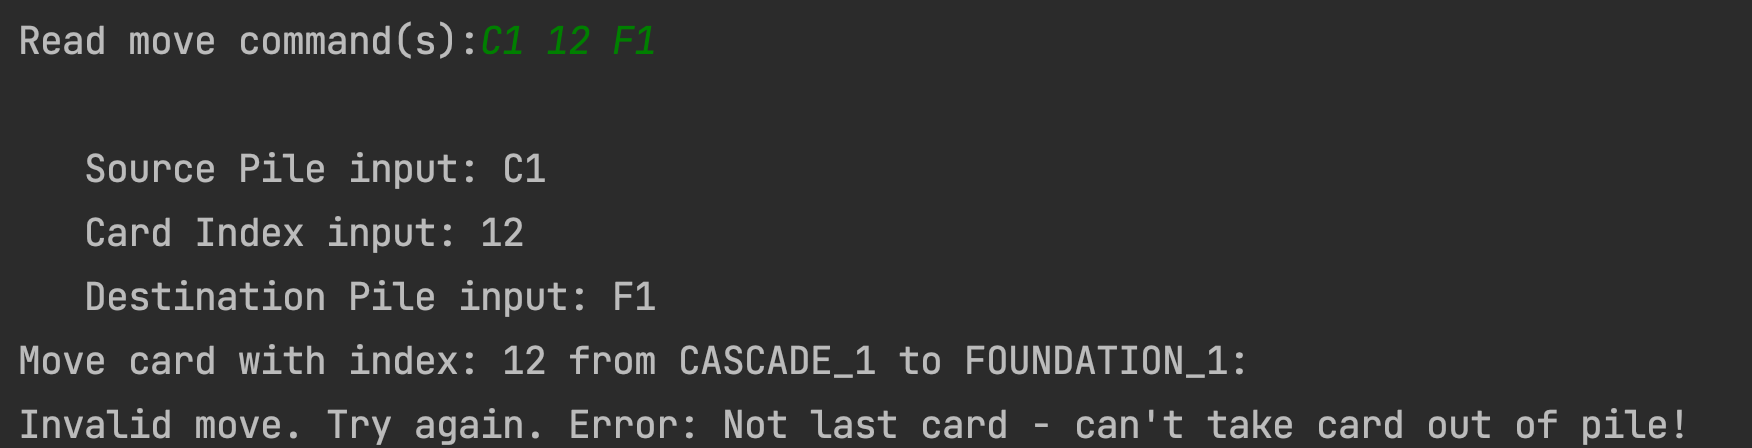 Read move command(s):C1 12 F1
Source Pile input: C1
Card Index input: 12
Destination Pile input: F1
Move card with index: 12 from CASCADE_1 to FOUNDATION_1:
Invalid move. Try again. Error: Not last card - can't take card out of pile!